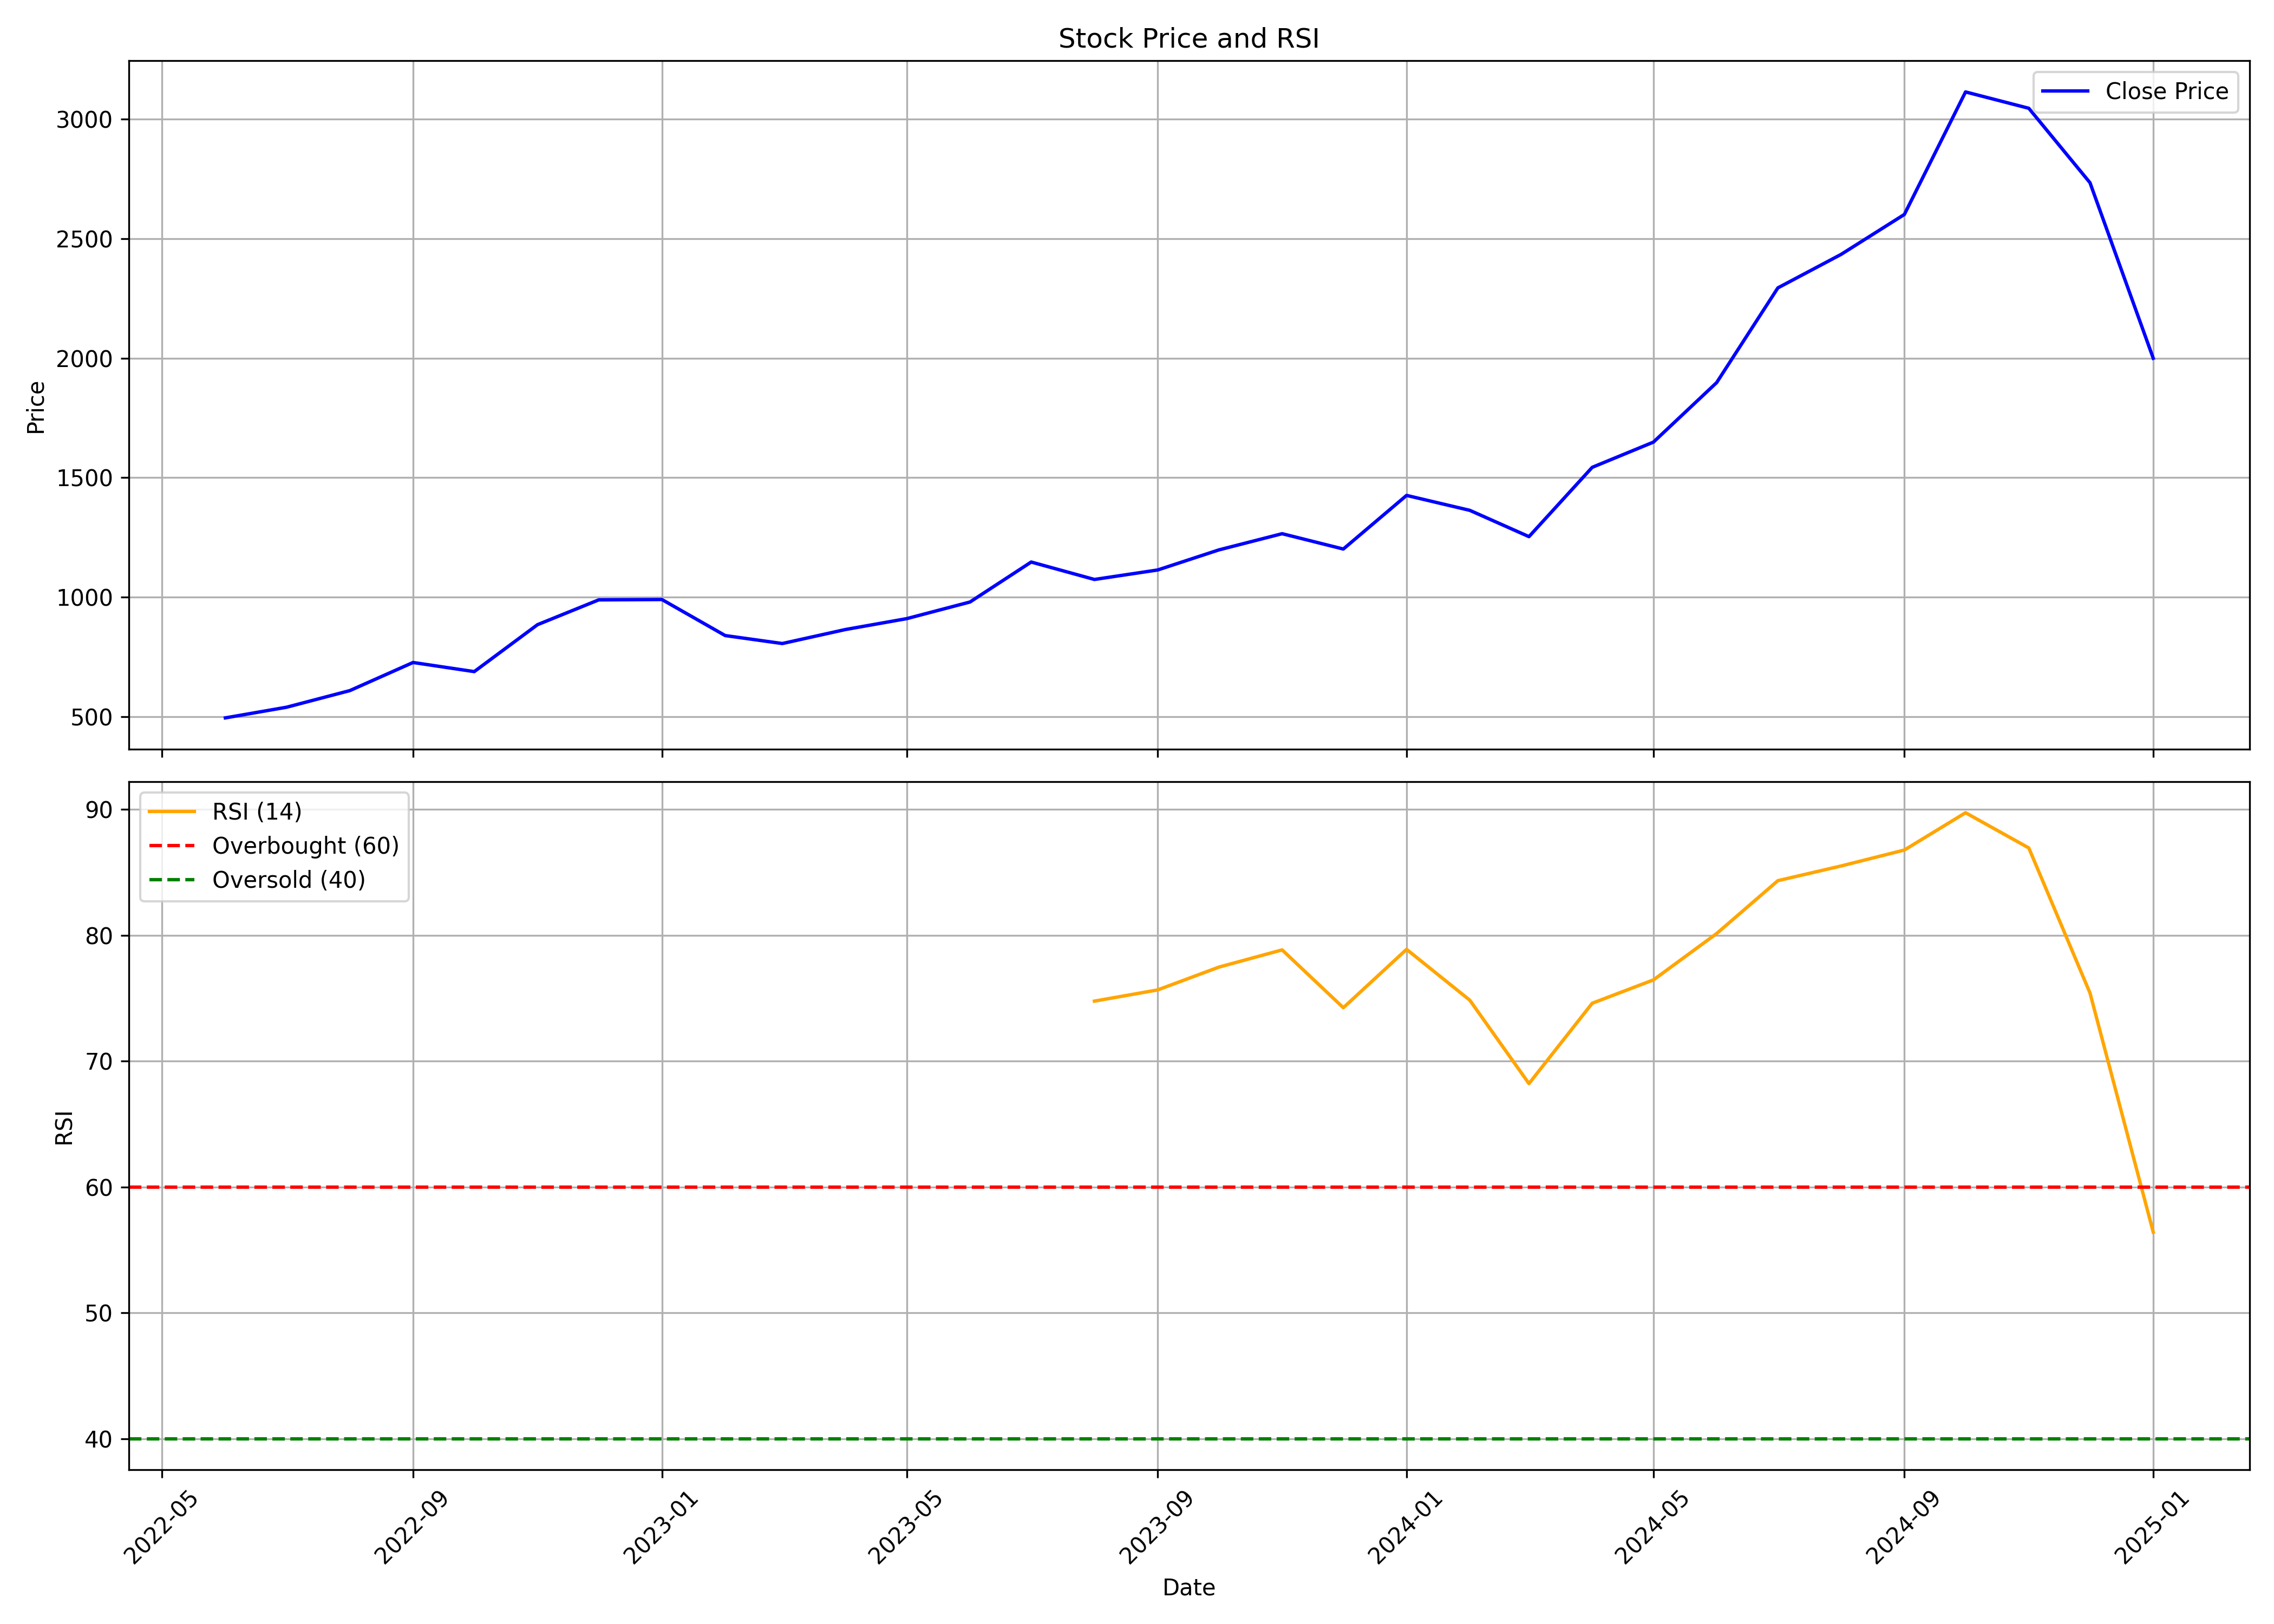 Stock Price and RSI
Close Price
3000
2500
2000
1500
1000
500
Price
RSI (14)
Overbought (60)
Oversold (40)
90
80
70
60
50
40
RSI
2022-05
2022-09
2023-01
2023-05
2023-09
2024-01
2024-05
2024-09
2025-01
Date